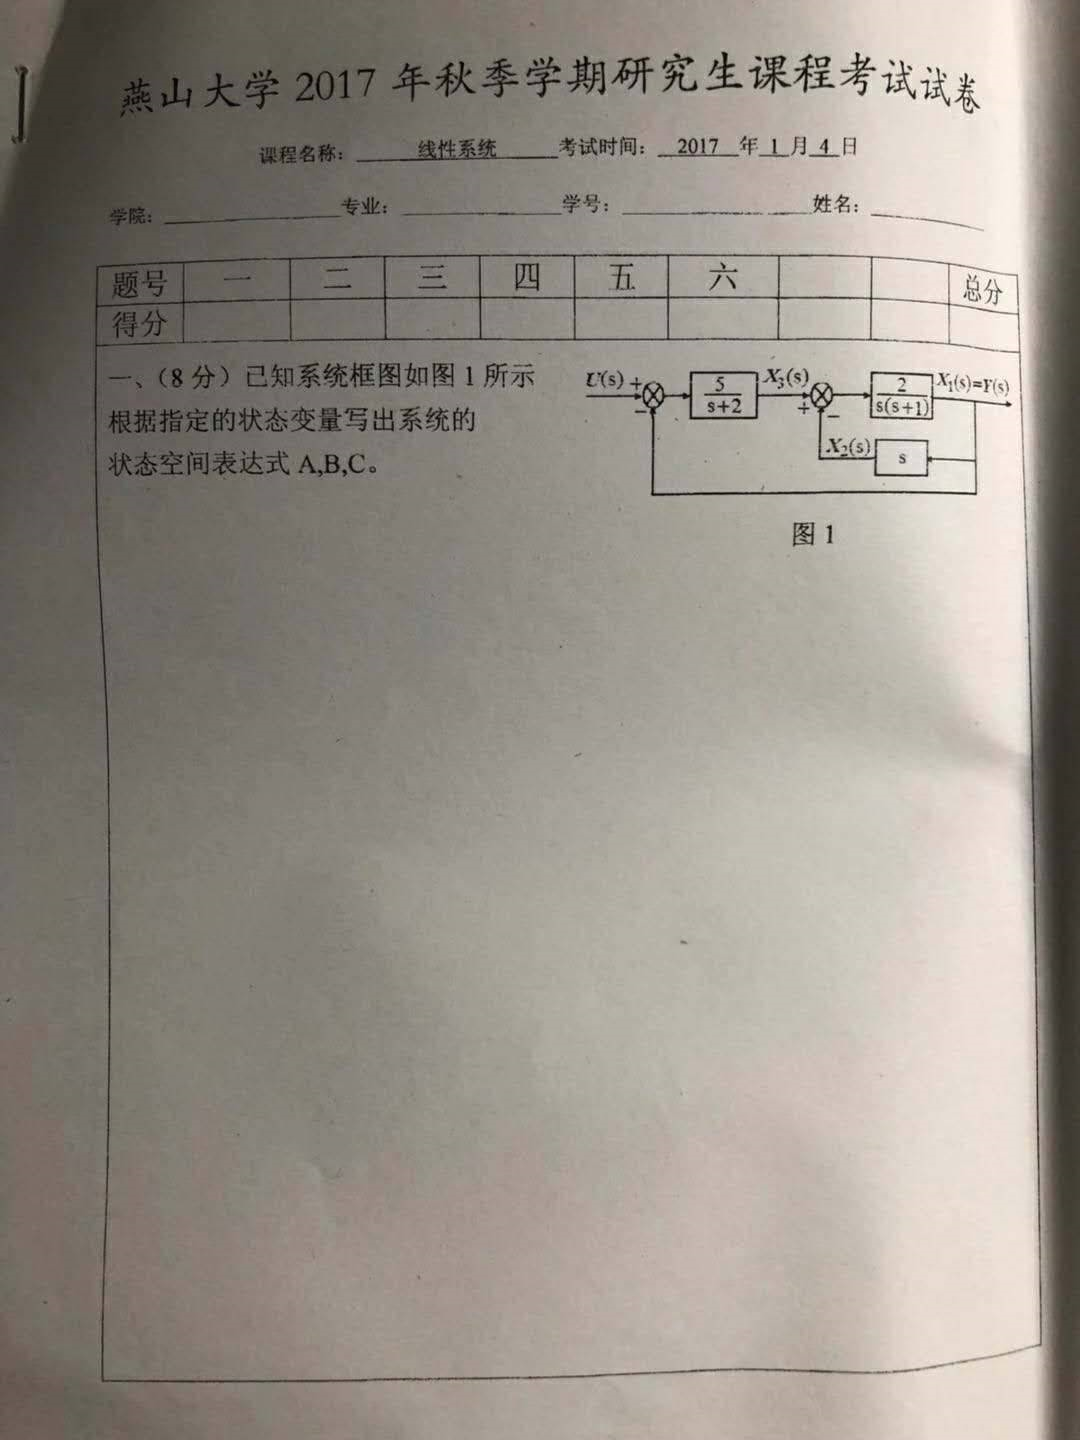 燕山大学 2017 年秋季学期研究生课程考试试卷
课程名称: 线性系统 考试时间: 2017 年 1 月 4 日
学院: 专业: 学号: 姓名:
题号 一 二 三 四 五 六 总分
得分
一、(8 分) 已知系统框图如图 1 所示
根据指定的状态变量写出系统的
状态空间表达式 A,B,C。
U(s) + − 5/(s+2) X₃(s) + − 2/(s(s+1)) X₁(s)=Y(s)
X₂(s) s
图 1